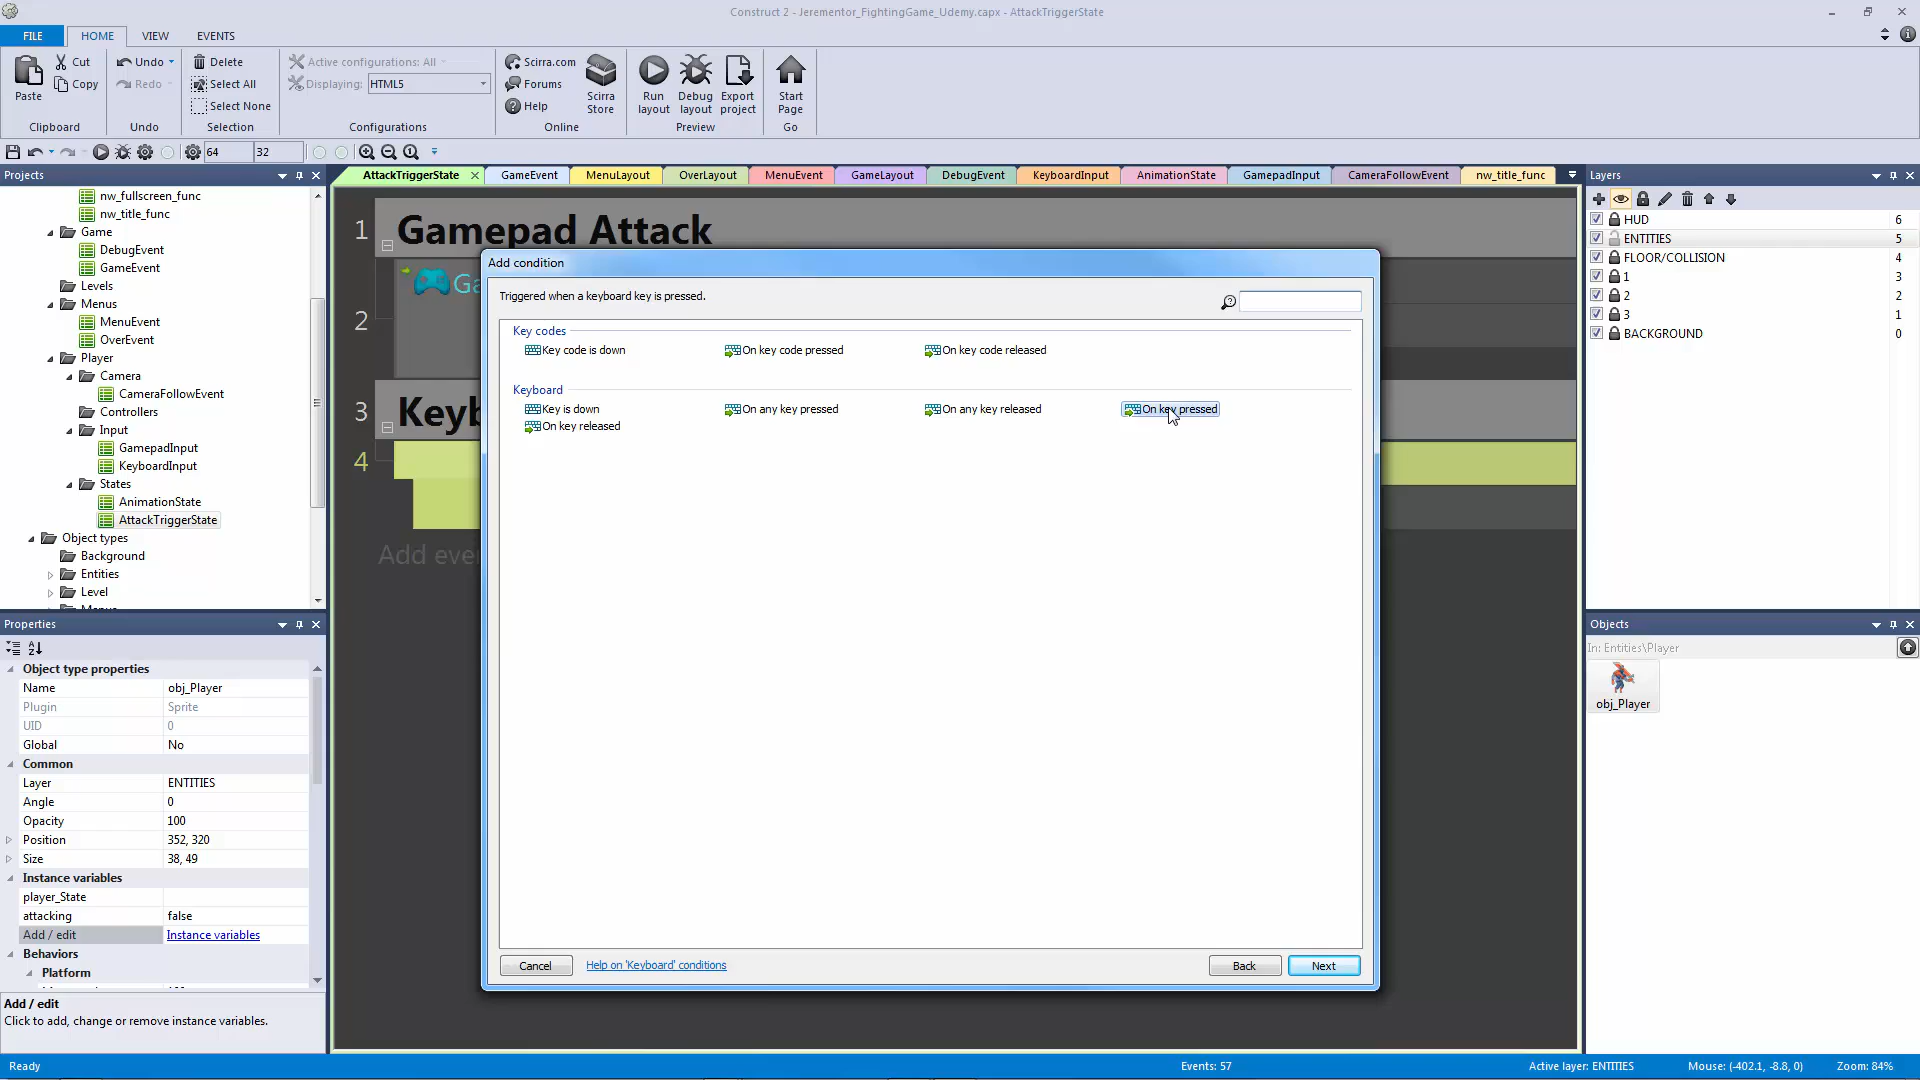 Construct 2 - Jerementor_FightingGame_Udemy.capx - AttackTriggerState
FILE
HOME
VIEW
EVENTS
Paste
Cut
Copy
Clipboard
Undo
Redo
Undo
Delete
Select All
Select None
Selection
Active configurations: All
Displaying:
HTML5
Configurations
Scirra.com
Forums
Help
Online
Scirra
Store
Run
layout
Debug
layout
Export
project
Preview
Start
Page
Go
64
32
Projects
nw_fullscreen_func
nw_title_func
Game
DebugEvent
GameEvent
Levels
Menus
MenuEvent
OverEvent
Player
Camera
CameraFollowEvent
Controllers
Input
GamepadInput
KeyboardInput
States
AnimationState
AttackTriggerState
Object types
Background
Entities
Level
AttackTriggerState
GameEvent
MenuLayout
OverLayout
MenuEvent
GameLayout
DebugEvent
KeyboardInput
AnimationState
GamepadInput
CameraFollowEvent
nw_title_func
1
Gamepad Attack
2
Ga
3
Keyb
4
Add eve
Add condition
Triggered when a keyboard key is pressed.
Key codes
Key code is down
On key code pressed
On key code released
Keyboard
Key is down
On any key pressed
On any key released
On key pressed
On key released
Cancel
Help on 'Keyboard' conditions
Back
Next
Layers
HUD 6
ENTITIES 5
FLOOR/COLLISION 4
1 3
2 2
3 1
BACKGROUND 0
Properties
Object type properties
Name obj_Player
Plugin Sprite
UID 0
Global No
Common
Layer ENTITIES
Angle 0
Opacity 100
Position 352, 320
Size 38, 49
Instance variables
player_State
attacking false
Add / edit Instance variables
Behaviors
Platform
Add / edit
Click to add, change or remove instance variables.
Objects
In: Entities\Player
obj_Player
Ready
Events: 57
Active layer: ENTITIES
Mouse: (-402.1, -8.8, 0)
Zoom: 84%